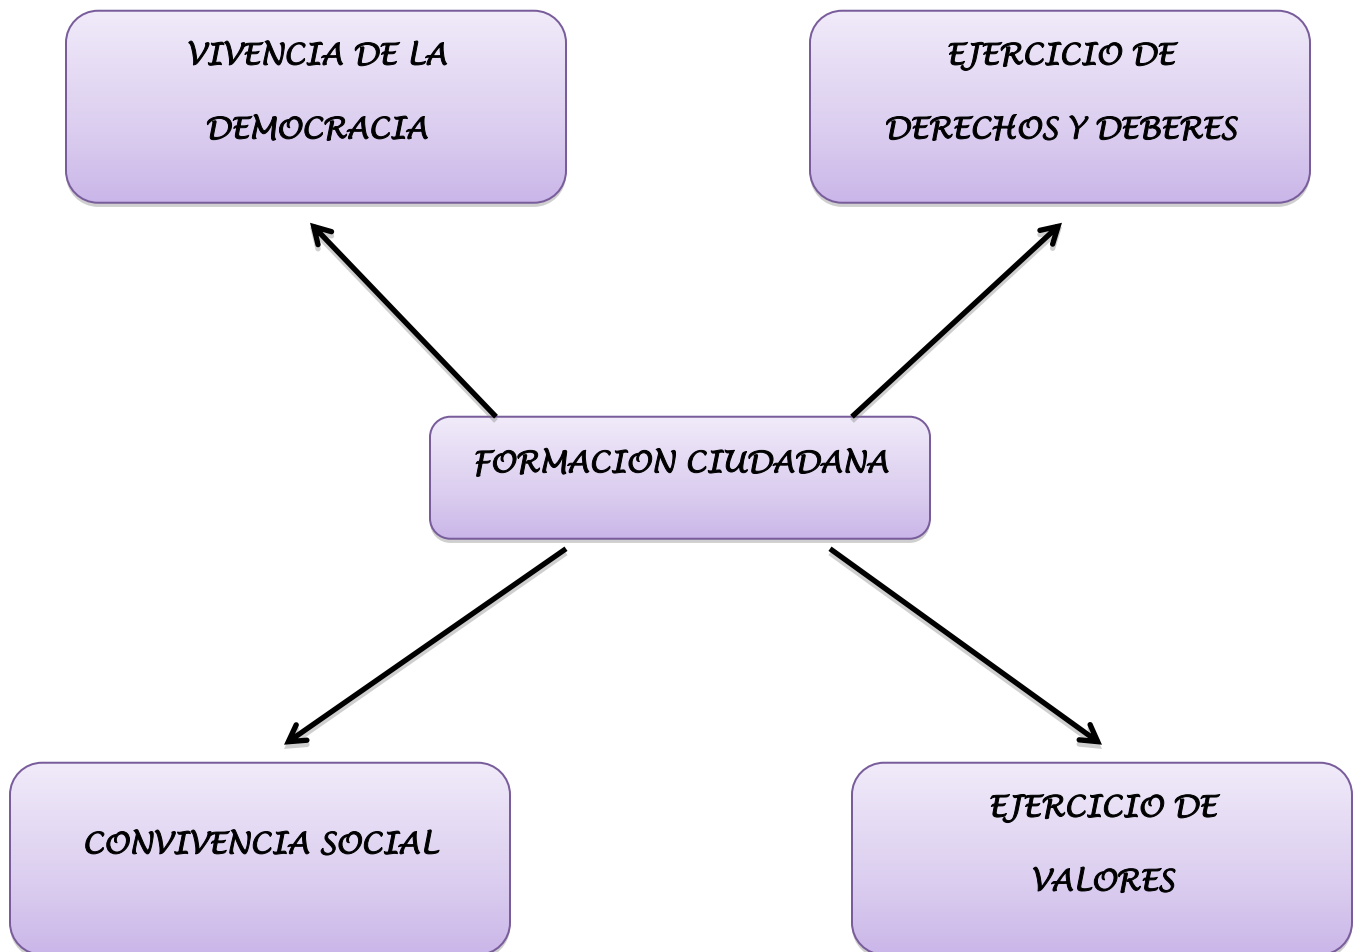 VIVENCIA DE LA
DEMOCRACIA
EJERCICIO DE
DERECHOS Y DEBERES
FORMACION CIUDADANA
CONVIVENCIA SOCIAL
EJERCICIO DE
VALORES